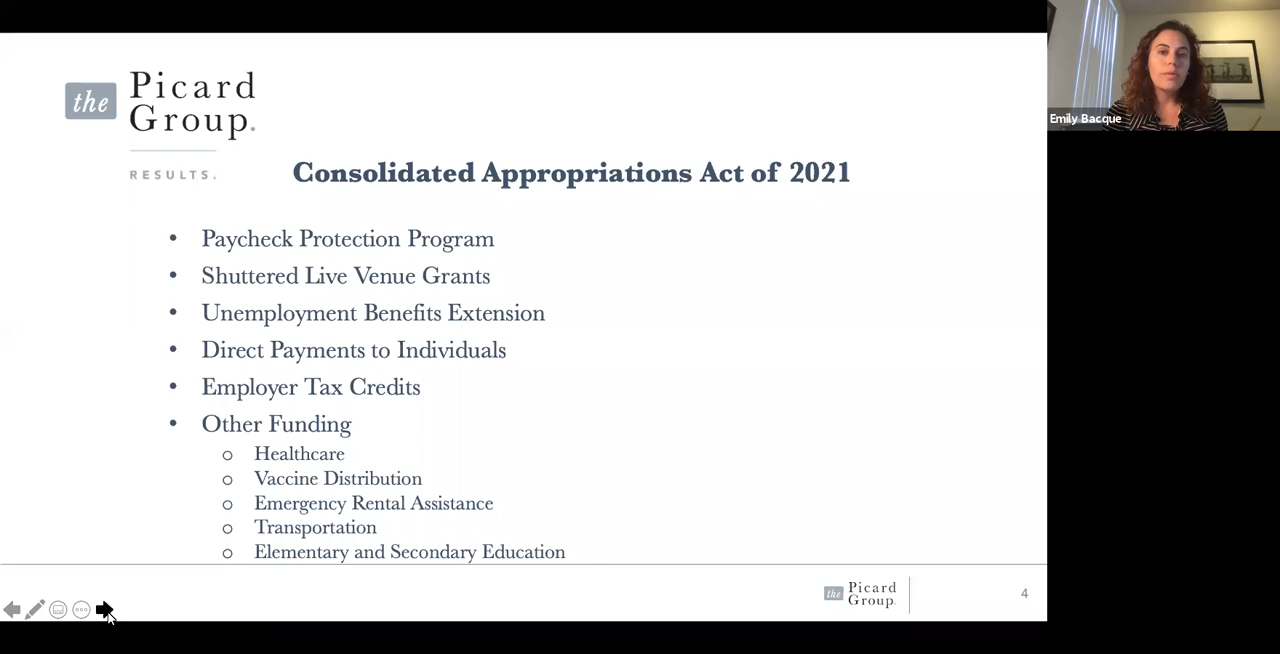 the Picard
Group.
RESULTS.
Consolidated Appropriations Act of 2021
• Paycheck Protection Program
• Shuttered Live Venue Grants
• Unemployment Benefits Extension
• Direct Payments to Individuals
• Employer Tax Credits
• Other Funding
o Healthcare
o Vaccine Distribution
o Emergency Rental Assistance
o Transportation
o Elementary and Secondary Education
the Picard
Group.
4
Emily Bacque